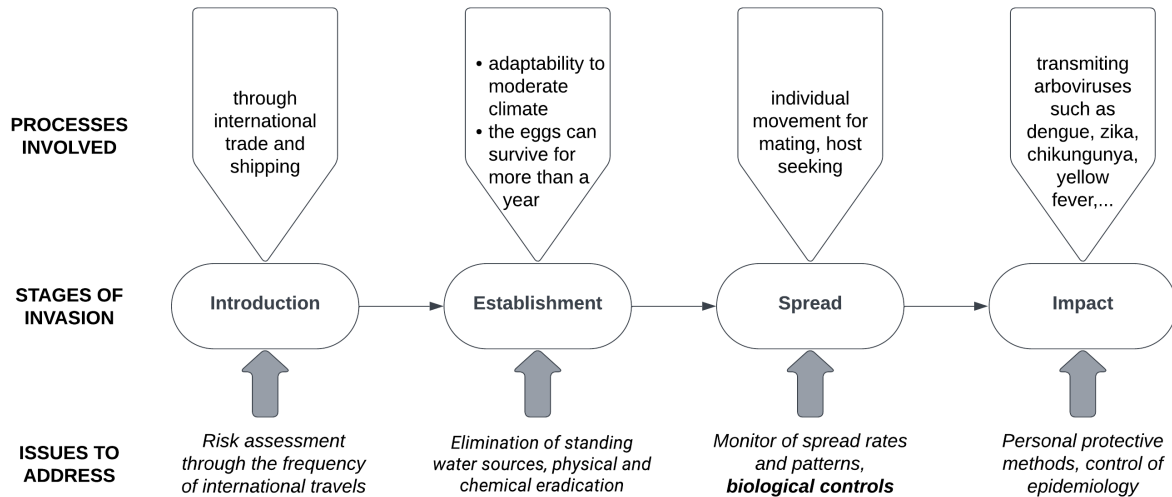 through
international
trade and
shipping
• adaptability to
moderate
climate
• the eggs can
survive for
more than a
year
individual
movement for
mating, host
seeking
transmiting
arboviruses
such as
dengue, zika,
chikungunya,
yellow
fever,...
PROCESSES
INVOLVED
STAGES OF
INVASION
Introduction
Establishment
Spread
Impact
ISSUES TO
ADDRESS
Risk assessment
through the frequency
of international travels
Elimination of standing
water sources, physical and
chemical eradication
Monitor of spread rates
and patterns,
biological controls
Personal protective
methods, control of
epidemiology